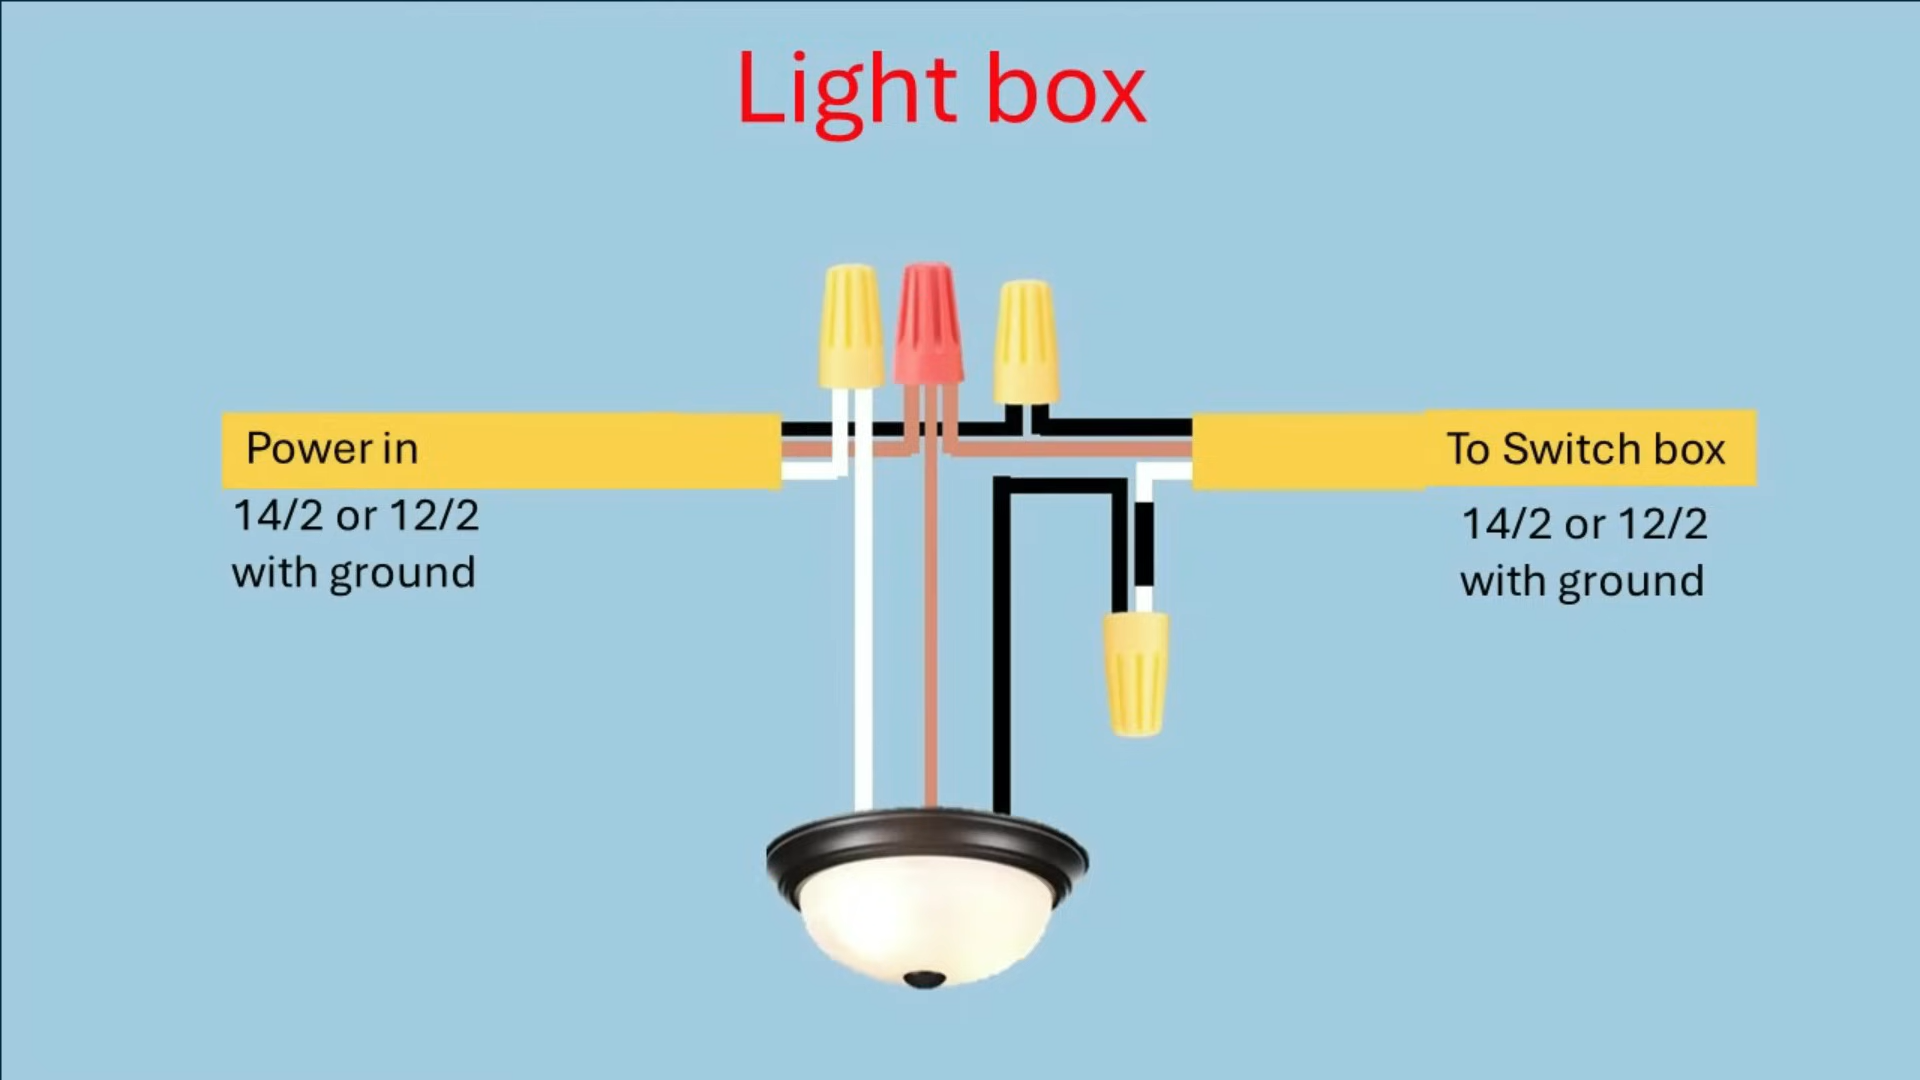 Light box
Power in
To Switch box
14/2 or 12/2
with ground
14/2 or 12/2
with ground